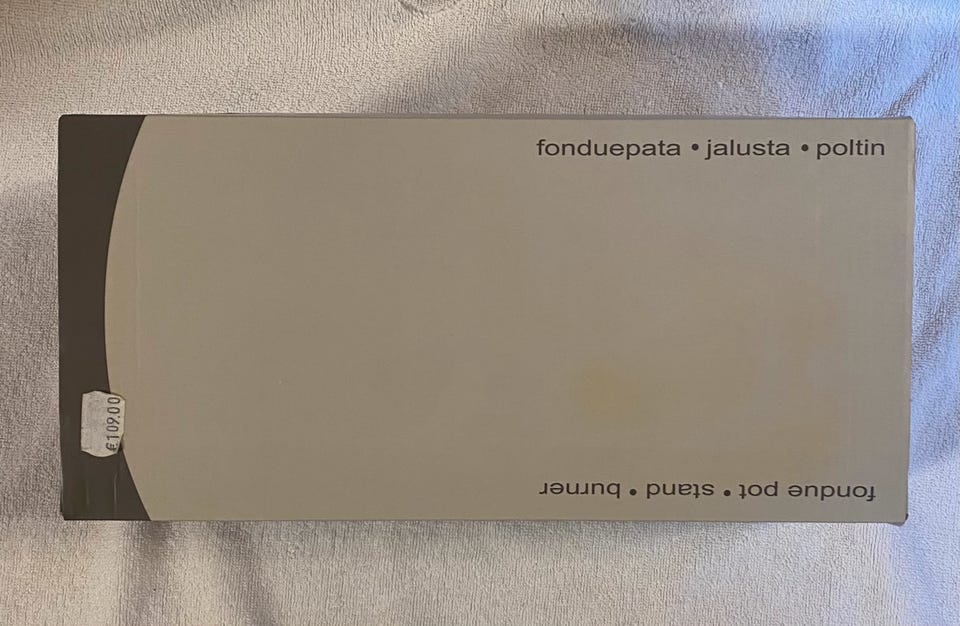 fonduepata • jalusta • poltin
€109.00
fondue pot • stand • burner